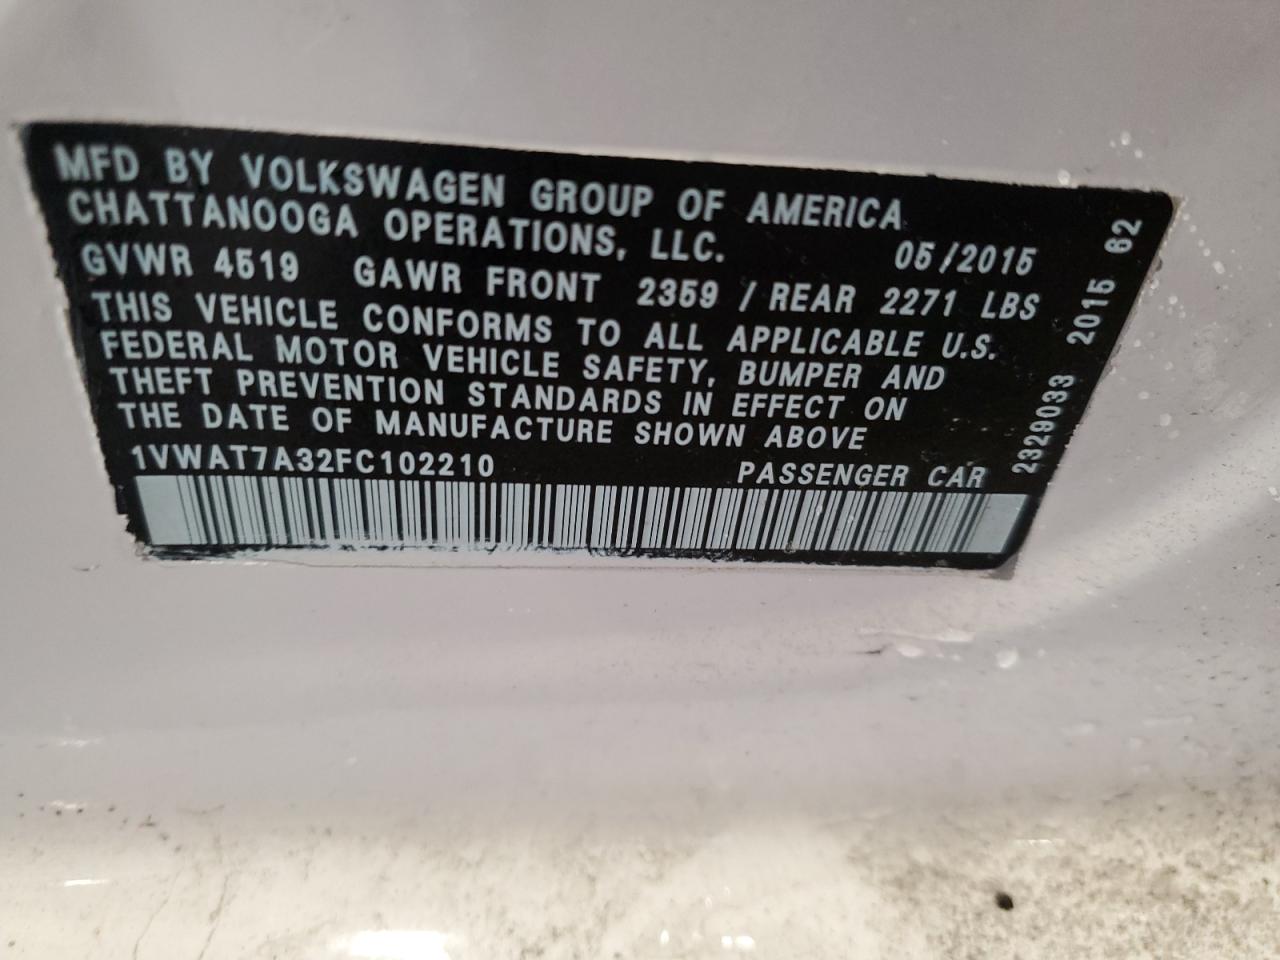 MFD BY VOLKSWAGEN GROUP OF AMERICA
CHATTANOOGA OPERATIONS, LLC. 05/2015
GVWR 4519 GAWR FRONT 2359 / REAR 2271 LBS
THIS VEHICLE CONFORMS TO ALL APPLICABLE U.S.
FEDERAL MOTOR VEHICLE SAFETY, BUMPER AND
THEFT PREVENTION STANDARDS IN EFFECT ON
THE DATE OF MANUFACTURE SHOWN ABOVE
1VWAT7A32FC102210 PASSENGER CAR
2329033 2015 62